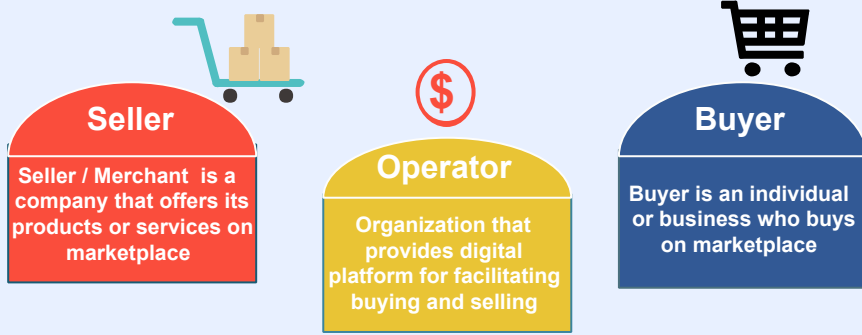 $
Seller
Seller / Merchant is a
company that offers its
products or services on
marketplace
Operator
Organization that
provides digital
platform for facilitating
buying and selling
Buyer
Buyer is an individual
or business who buys
on marketplace